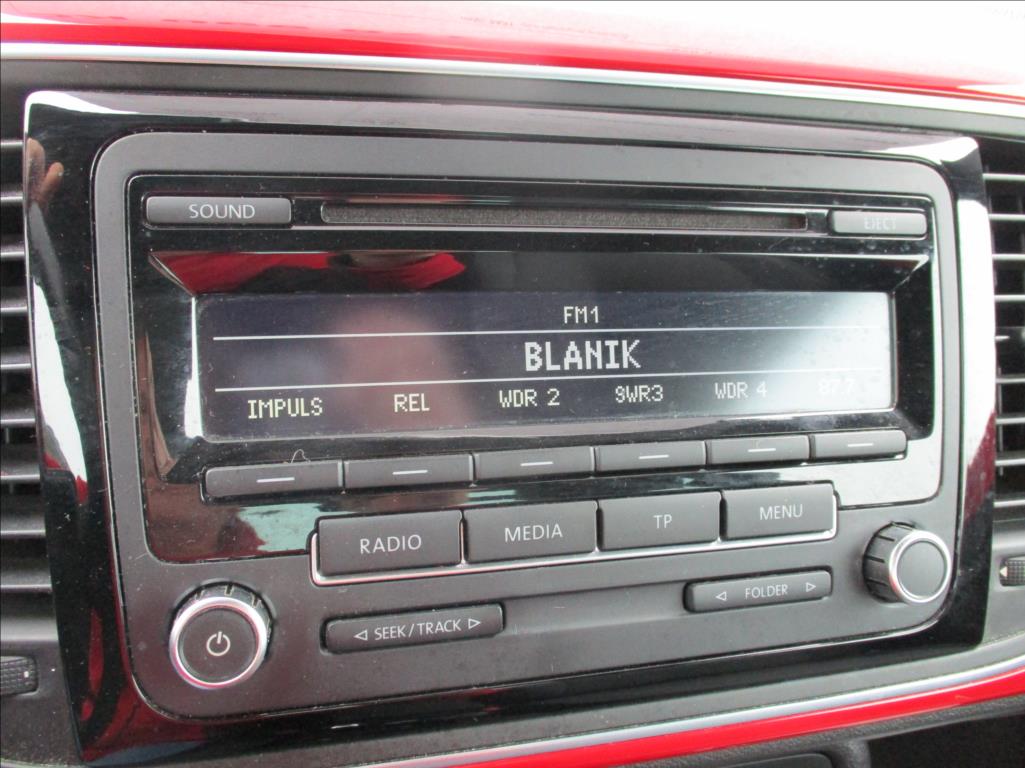 SOUND EJECT
FM1
BLANIK
IMPULS REL WDR 2 SWR3 WDR 4 87.7
RADIO MEDIA TP MENU
SEEK/TRACK FOLDER